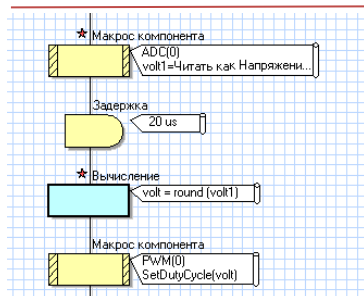 Макрос компонента
ADC(0)
volt1=Читать как Напряжени...
Задержка
20 us
Вычисление
volt = round (volt1)
Макрос компонента
PWM(0)
SetDutyCycle(volt)